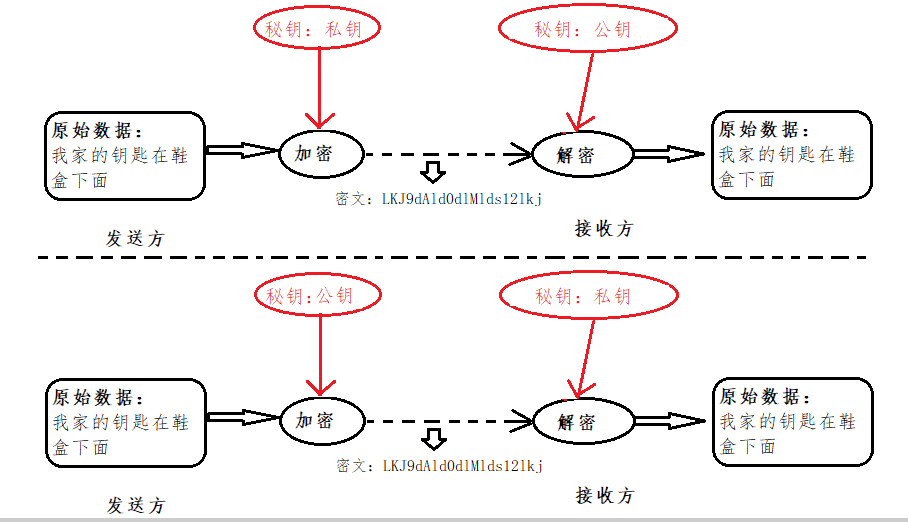 秘钥：私钥
秘钥：公钥
原始数据：
我家的钥匙在鞋
盒下面
加密
解密
原始数据：
我家的钥匙在鞋
盒下面
密文：LKJ9dAld0dlMlds12lkj
发送方
接收方
秘钥:公钥
秘钥：私钥
原始数据：
我家的钥匙在鞋
盒下面
加密
解密
原始数据：
我家的钥匙在鞋
盒下面
密文：LKJ9dAld0dlMlds12lkj
发送方
接收方